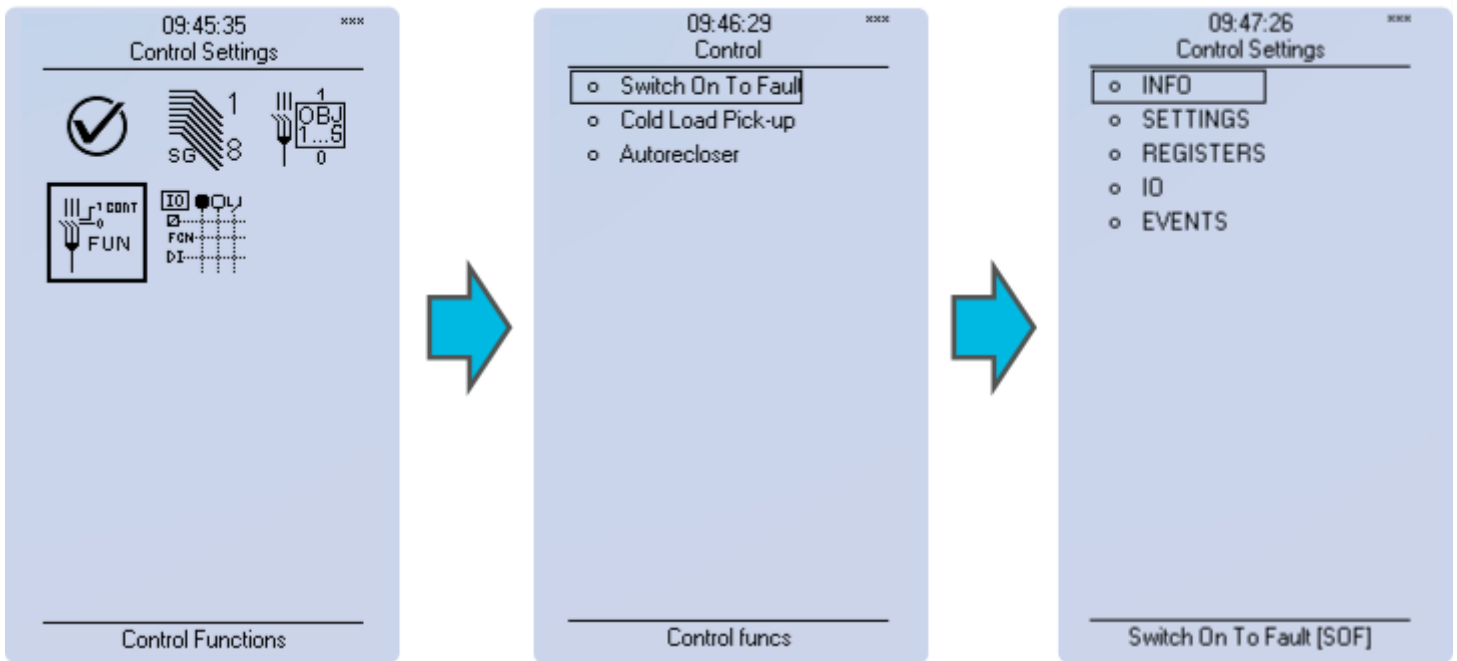 09:45:35 ***
Control Settings
1
SG 8
1
OBJ
1...S
0
1 CONT
0
FUN
IO
FCN
DI
Control Functions
09:46:29 ***
Control
Switch On To Faul
Cold Load Pick-up
Autorecloser
Control funcs
09:47:26 ***
Control Settings
INFO
SETTINGS
REGISTERS
IO
EVENTS
Switch On To Fault [SOF]